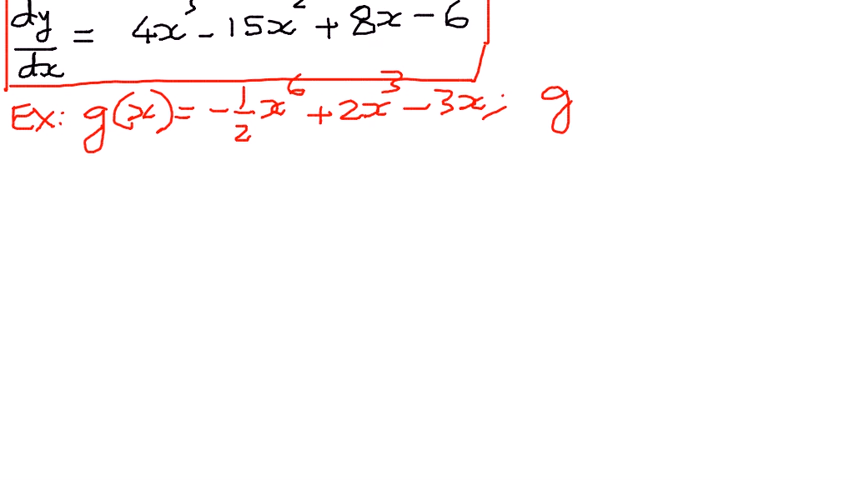 dy/dx = 4x³ - 15x² + 8x - 6
Ex: g(x) = -1/2 x⁶ + 2x³ - 3x; g